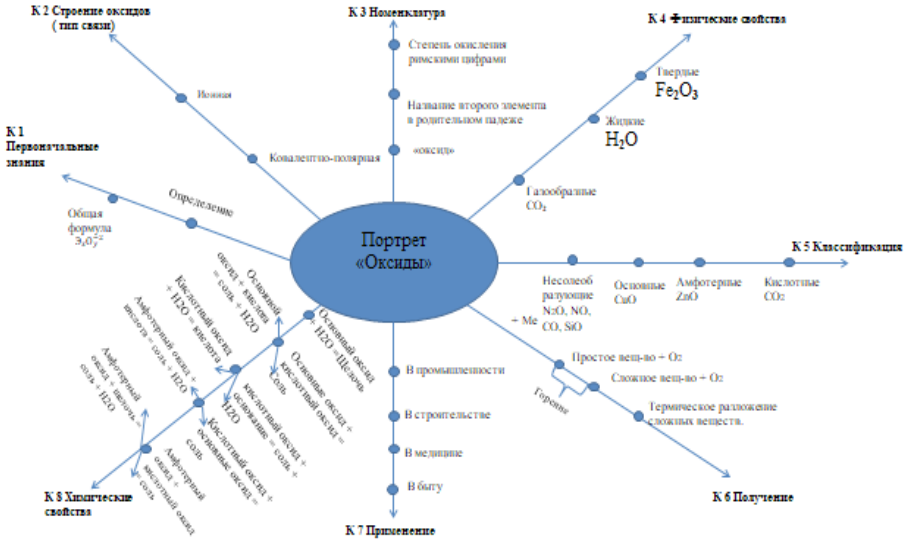 К 2 Строение оксидов
( тип связи)
К 3 Номенклатура
К 4 Физические свойства
Степень окисления
римскими цифрами
Твердые
Fe₂O₃
Ионная
Название второго элемента
в родительном падеже
Жидкие
H₂O
К 1
Первоначальные
знания
Ковалентно-полярная
«оксид»
Газообразные
CO₂
Определение
Общая
формула
ЭₓOᵧ⁻²
Портрет
«Оксиды»
К 5 Классификация
Несолеоб
разующие
N₂O, NO,
CO, SiO
Основные
CuO
Амфотерные
ZnO
Кислотные
CO₂
+ Me
Простое вещ-во + O₂
Сложное вещ-во + O₂
Горение
Термическое разложение
сложных веществ.
К 6 Получение
В промышленности
В строительстве
В медицине
В быту
К 7 Применение
Основной
оксид + кислота
= соль + H2O
Основный оксид
+ H2O =Щелочь
Кислотный оксид
+ H2O = кислота
Основные оксид +
кислотный оксид =
Соль
Амфотерный оксид +
кислота = соль + H2O
кислотный оксид +
основание = соль +
H2O
Амфотерный
оксид + щелочь =
соль + H2O
Кислотный оксид +
основные оксид =
соль
Амфотерный
оксид +
кислотный оксид
= соль
К 8 Химические
свойства